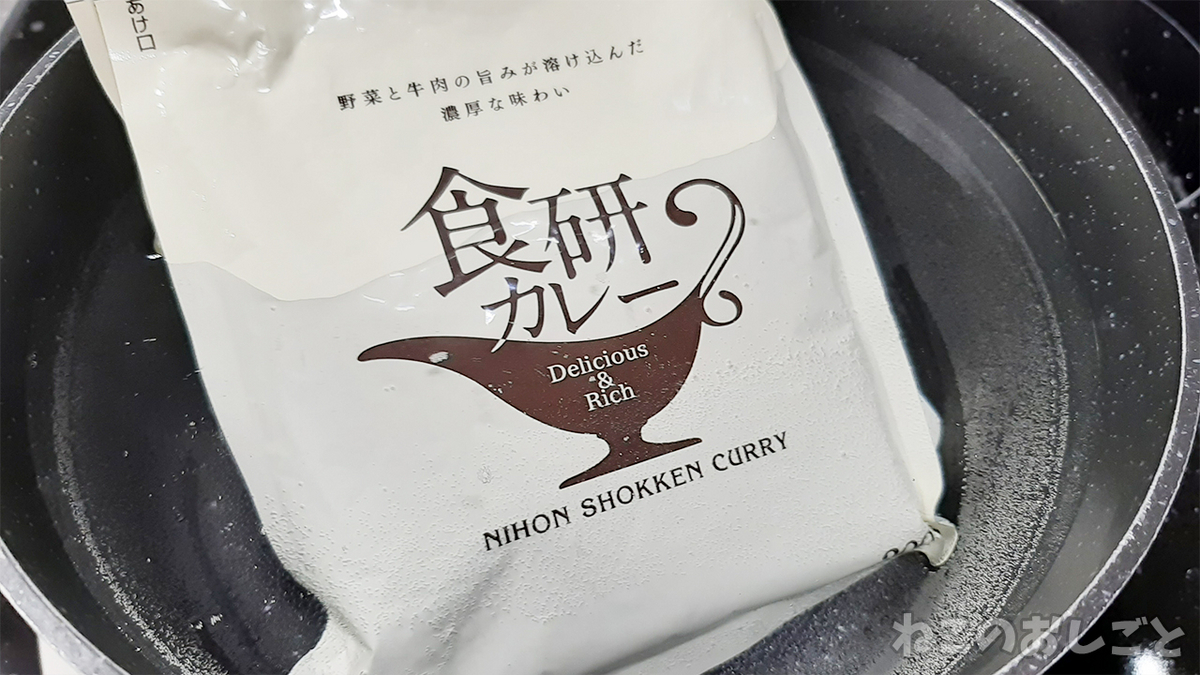 あけ口
野菜と牛肉の旨みが溶け込んだ
濃厚な味わい
食研
カレー
Delicious
&
Rich
NIHON SHOKKEN CURRY
わこのおしごと